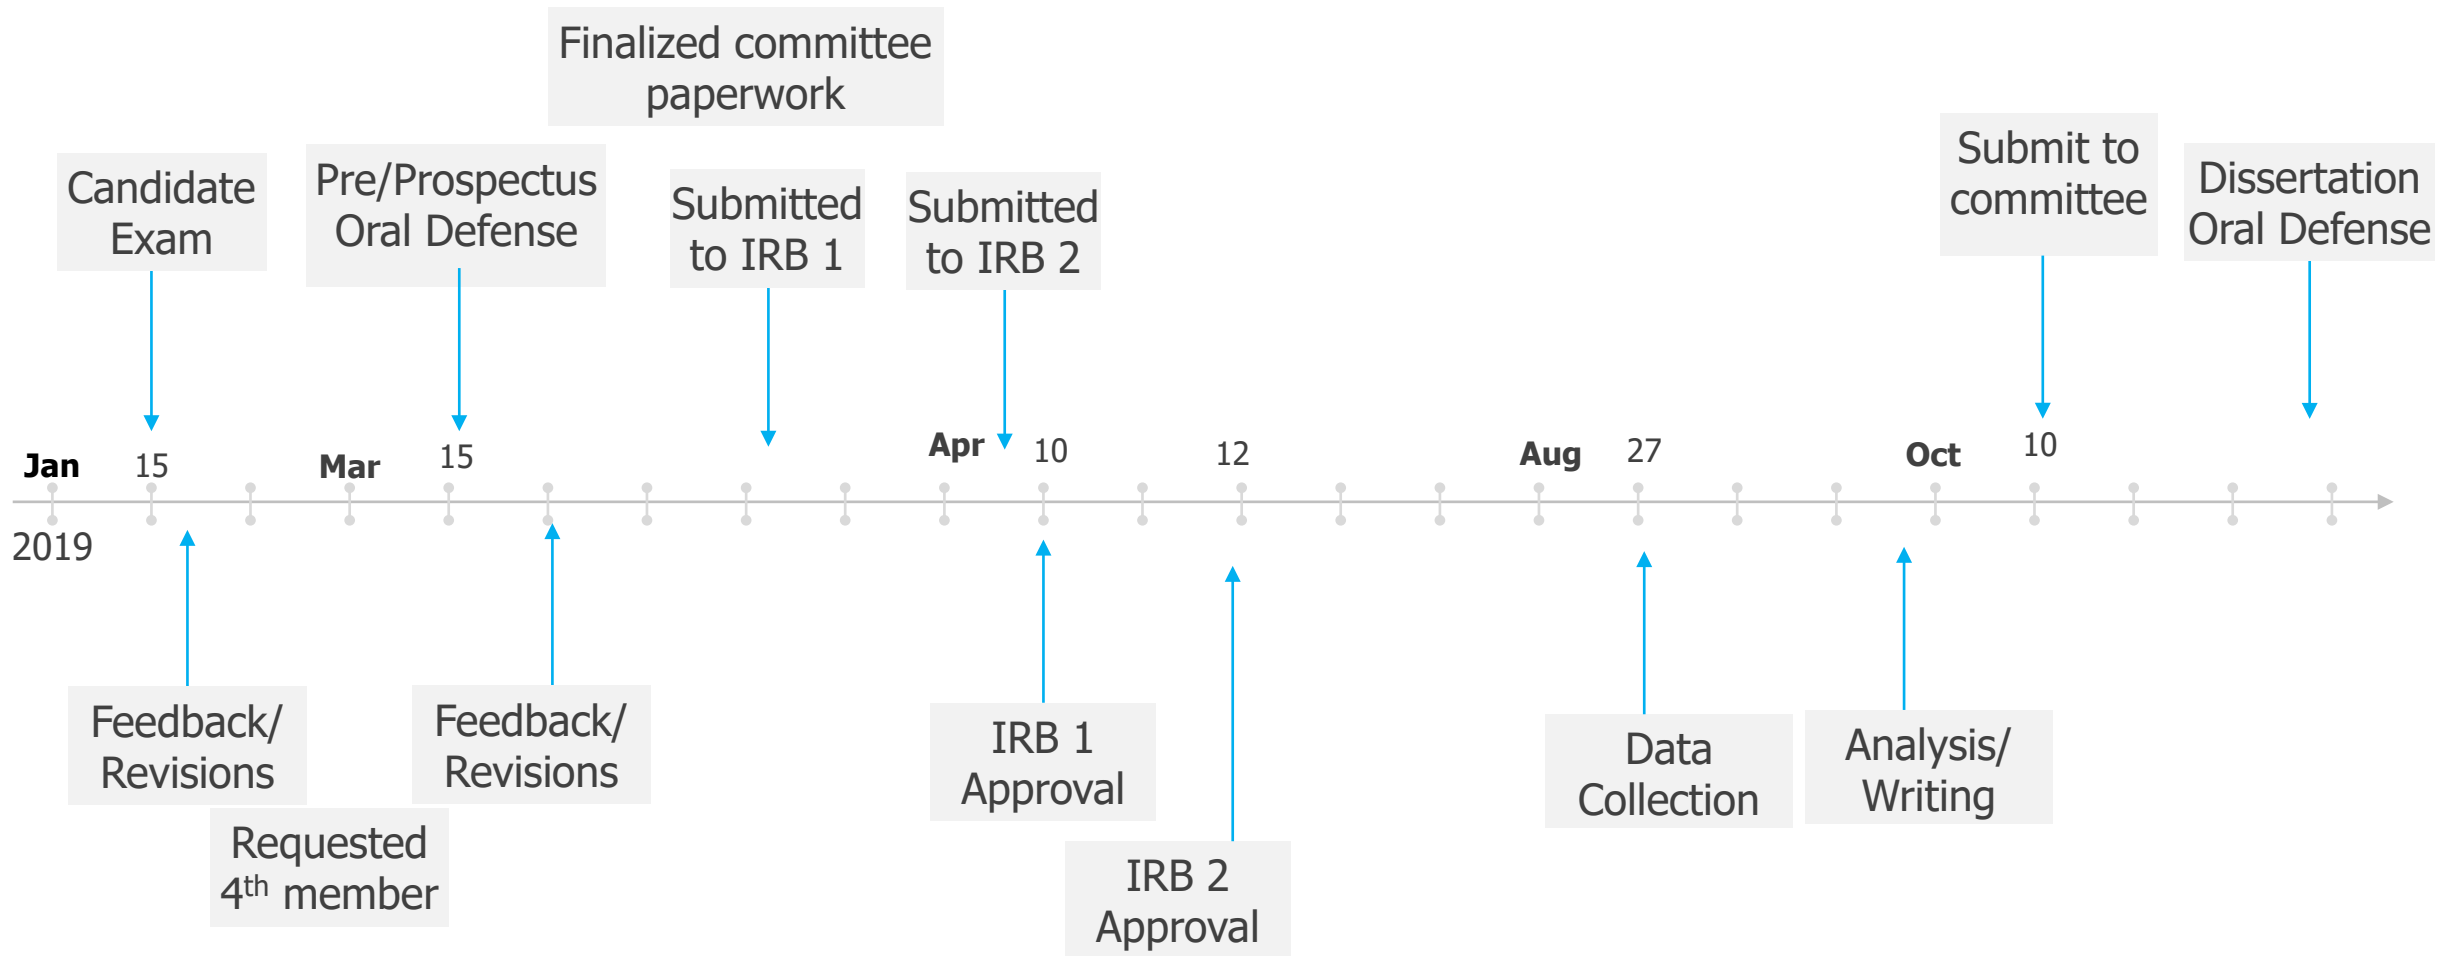 Finalized committee
paperwork
Candidate
Exam
Pre/Prospectus
Oral Defense
Submitted
to IRB 1
Submitted
to IRB 2
Submit to
committee
Dissertation
Oral Defense
Jan
15
Mar
15
Apr
10
12
Aug
27
Oct
10
2019
Feedback/
Revisions
Requested
4th member
Feedback/
Revisions
IRB 1
Approval
IRB 2
Approval
Data
Collection
Analysis/
Writing